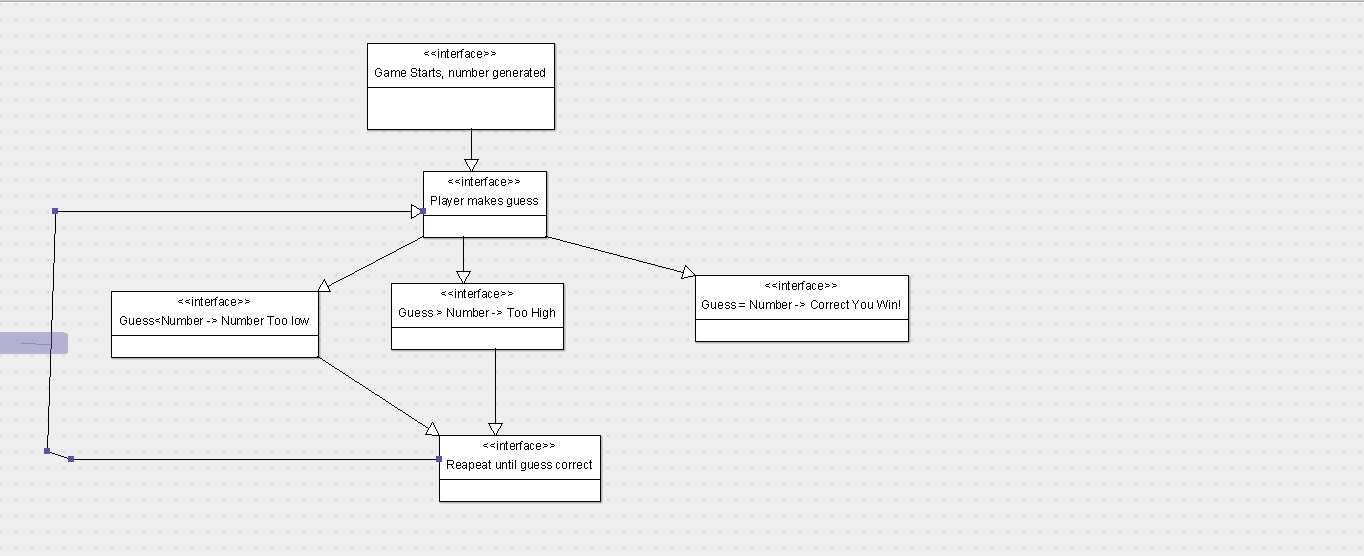 <<interface>>
Game Starts, number generated
<<interface>>
Player makes guess
<<interface>>
Guess<Number -> Number Too low
<<interface>>
Guess > Number -> Too High
<<interface>>
Guess = Number -> Correct You Win!
<<interface>>
Reapeat until guess correct